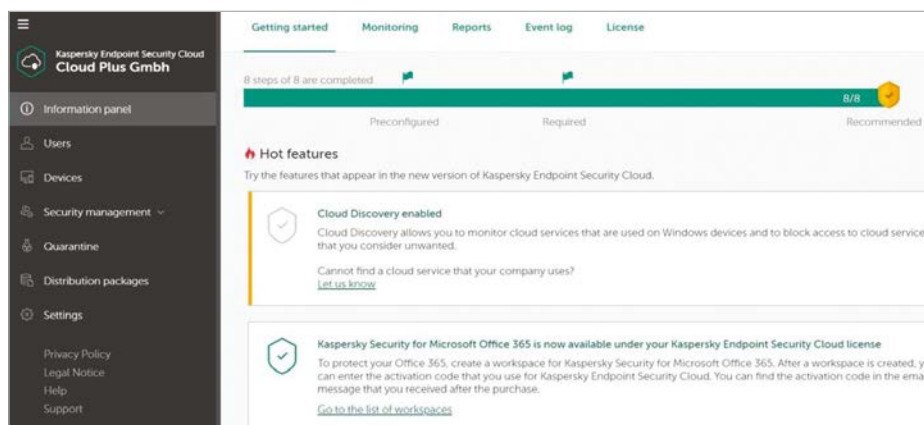 Kaspersky Endpoint Security Cloud
Cloud Plus Gmbh
Information panel
Users
Devices
Security management
Quarantine
Distribution packages
Settings
Privacy Policy
Legal Notice
Help
Support
Getting started Monitoring Reports Event log License
8 steps of 8 are completed
8/8
Preconfigured Required Recommended
Hot features
Try the features that appear in the new version of Kaspersky Endpoint Security Cloud.
Cloud Discovery enabled
Cloud Discovery allows you to monitor cloud services that are used on Windows devices and to block access to cloud service
that you consider unwanted.
Cannot find a cloud service that your company uses?
Let us know
Kaspersky Security for Microsoft Office 365 is now available under your Kaspersky Endpoint Security Cloud license
To protect your Office 365, create a workspace for Kaspersky Security for Microsoft Office 365. After a workspace is created, y
can enter the activation code that you use for Kaspersky Endpoint Security Cloud. You can find the activation code in the ema
message that you received after the purchase.
Go to the list of workspaces